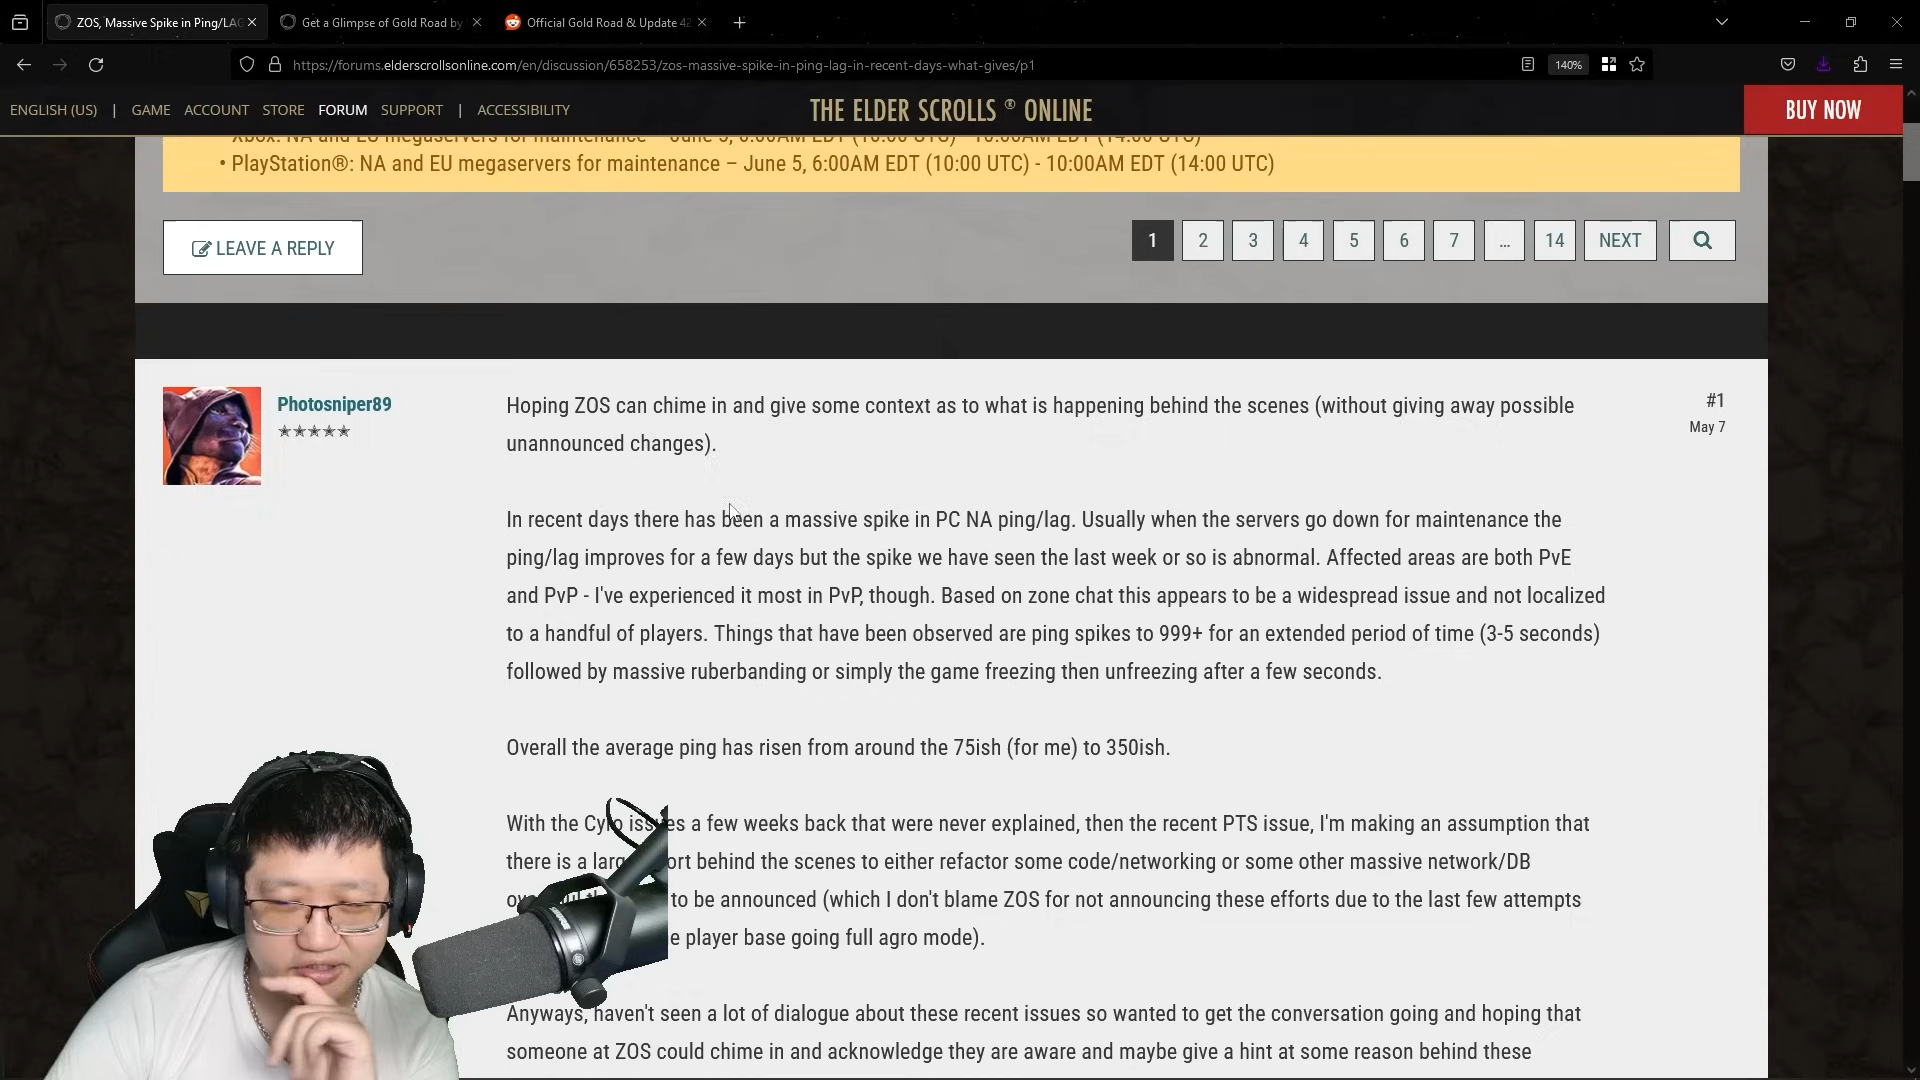 ZOS, Massive Spike in Ping/LAG
Get a Glimpse of Gold Road by
Official Gold Road & Update 42
https://forums.elderscrollsonline.com/en/discussion/658253/zos-massive-spike-in-ping-lag-in-recent-days-what-gives/p1
140%
ENGLISH (US) | GAME ACCOUNT STORE FORUM SUPPORT | ACCESSIBILITY
THE ELDER SCROLLS ® ONLINE
BUY NOW
• Xbox: NA and EU megaservers for maintenance – June 5, 6:00AM EDT (10:00 UTC) - 10:00AM EDT (14:00 UTC)
• PlayStation®: NA and EU megaservers for maintenance – June 5, 6:00AM EDT (10:00 UTC) - 10:00AM EDT (14:00 UTC)
LEAVE A REPLY
1 2 3 4 5 6 7 ... 14 NEXT
Photosniper89
#1
May 7
Hoping ZOS can chime in and give some context as to what is happening behind the scenes (without giving away possible
unannounced changes).
In recent days there has been a massive spike in PC NA ping/lag. Usually when the servers go down for maintenance the
ping/lag improves for a few days but the spike we have seen the last week or so is abnormal. Affected areas are both PvE
and PvP - I've experienced it most in PvP, though. Based on zone chat this appears to be a widespread issue and not localized
to a handful of players. Things that have been observed are ping spikes to 999+ for an extended period of time (3-5 seconds)
followed by massive ruberbanding or simply the game freezing then unfreezing after a few seconds.
Overall the average ping has risen from around the 75ish (for me) to 350ish.
With the Cyro issues a few weeks back that were never explained, then the recent PTS issue, I'm making an assumption that
there is a behind the scenes to either refactor some code/networking or some other massive network/DB
to be announced (which I don't blame ZOS for not announcing these efforts due to the last few attempts
player base going full agro mode).
Anyways, haven't seen a lot of dialogue about these recent issues so wanted to get the conversation going and hoping that
someone at ZOS could chime in and acknowledge they are aware and maybe give a hint at some reason behind these